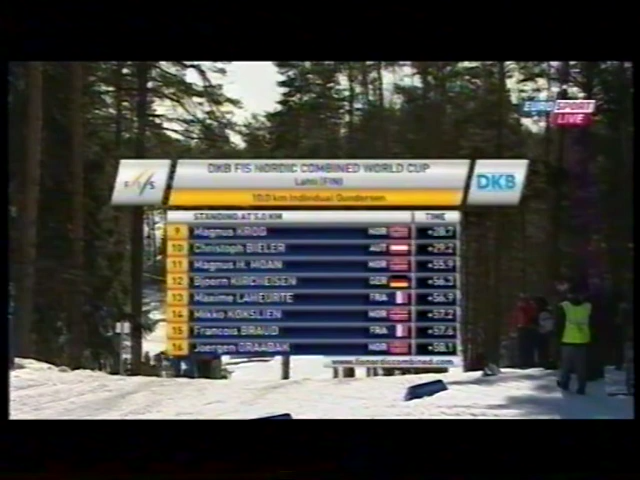 EUROSPORT
LIVE
FIS
DKB FIS NORDIC COMBINED WORLD CUP
Lahti (FIN)
DKB
10.0 km Individual Gundersen
STANDING AT 5.0 KM TIME
9 Magnus KROG NOR +28.7
10 Christoph BIELER AUT +29.2
11 Magnus H. MOAN NOR +55.9
12 Bjoern KIRCHEISEN GER +56.3
13 Maxime LAHEURTE FRA +56.9
14 Mikko KOKSLIEN NOR +57.2
15 Francois BRAUD FRA +57.6
16 Joergen GRAABAK NOR +58.1
www.fisnordiccombined.com